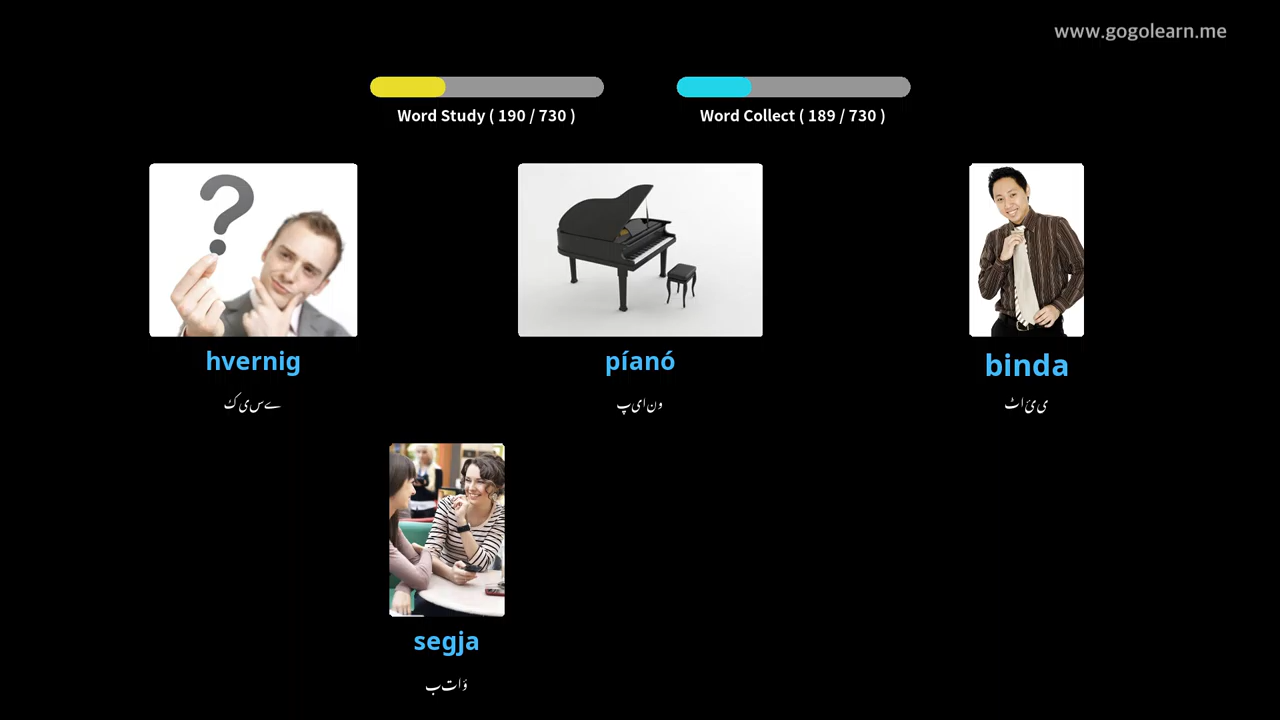 www.gogolearn.me
Word Study ( 190 / 730 )
Word Collect ( 189 / 730 )
hvernig
کیسے
píanó
پیانو
binda
ٹائی
segja
بتاؤ